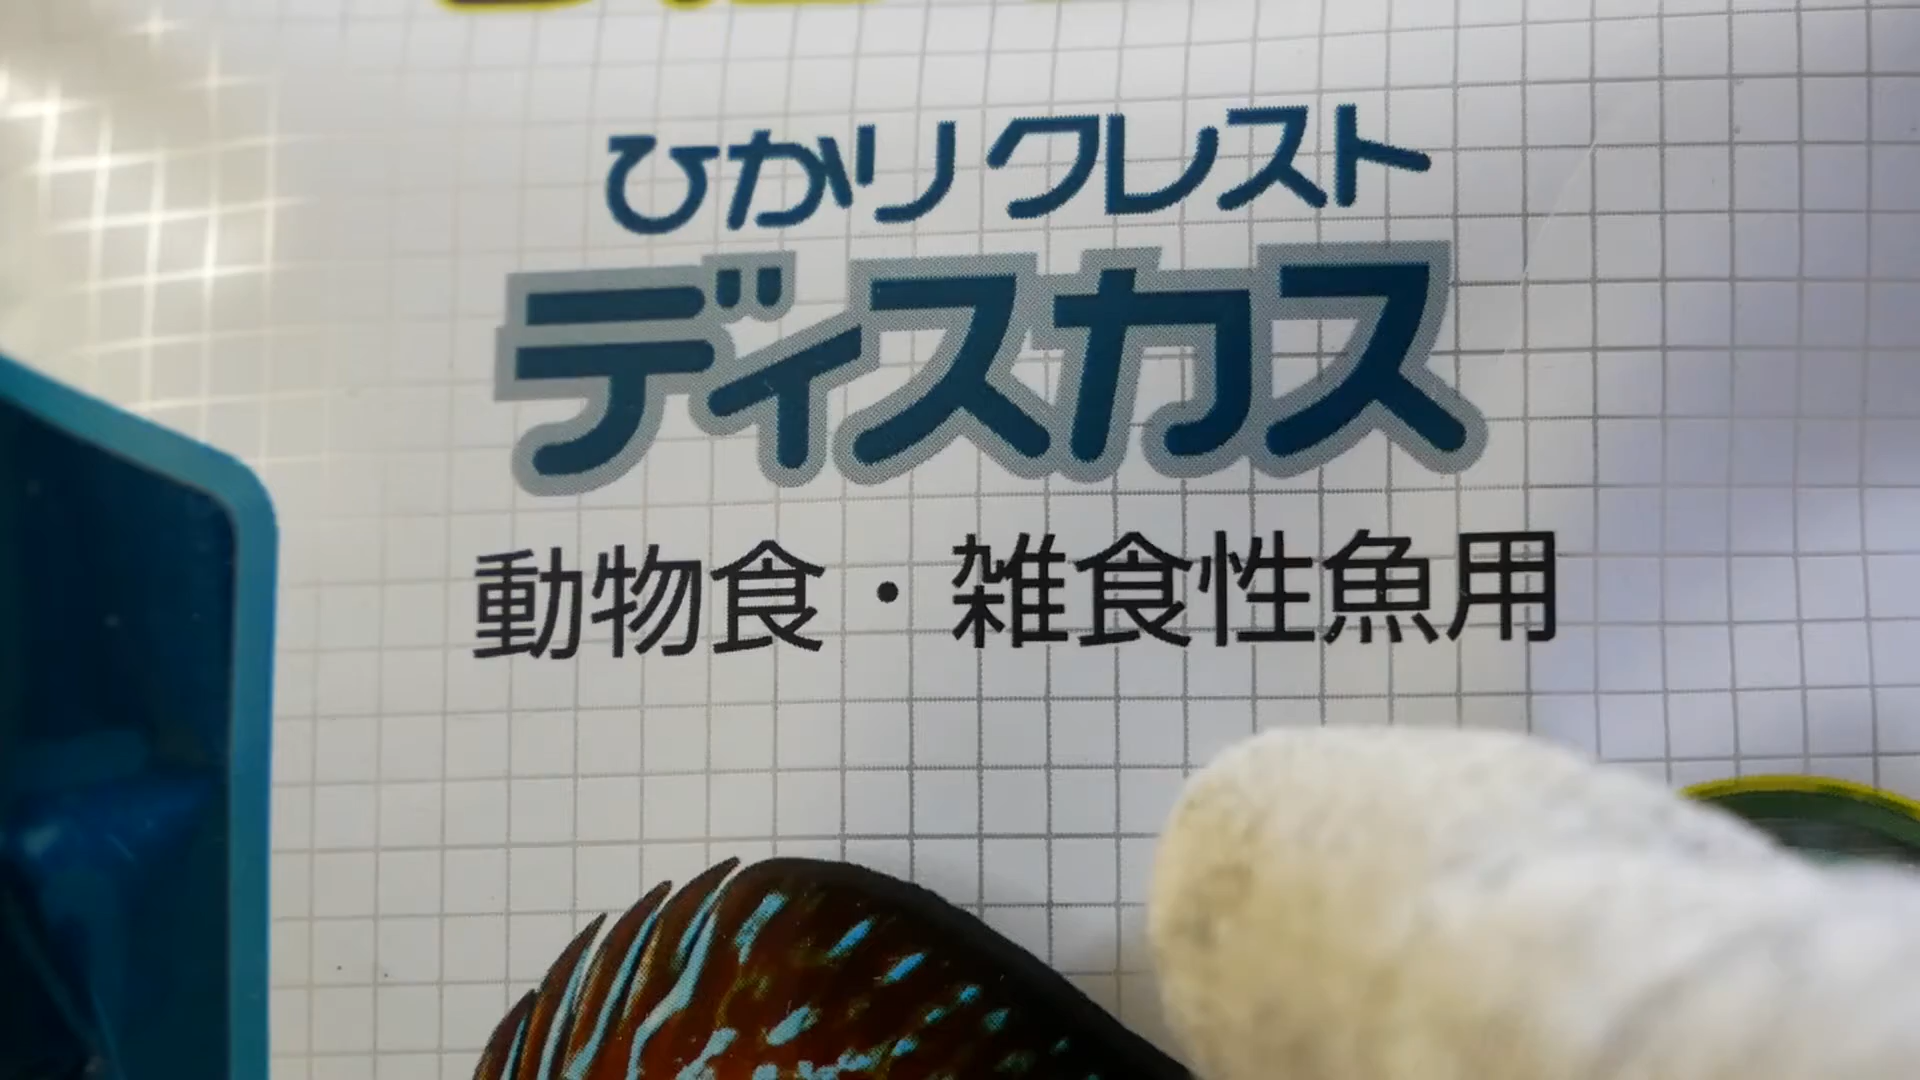 ひかりクレスト
ディスカス
動物食・雑食性魚用